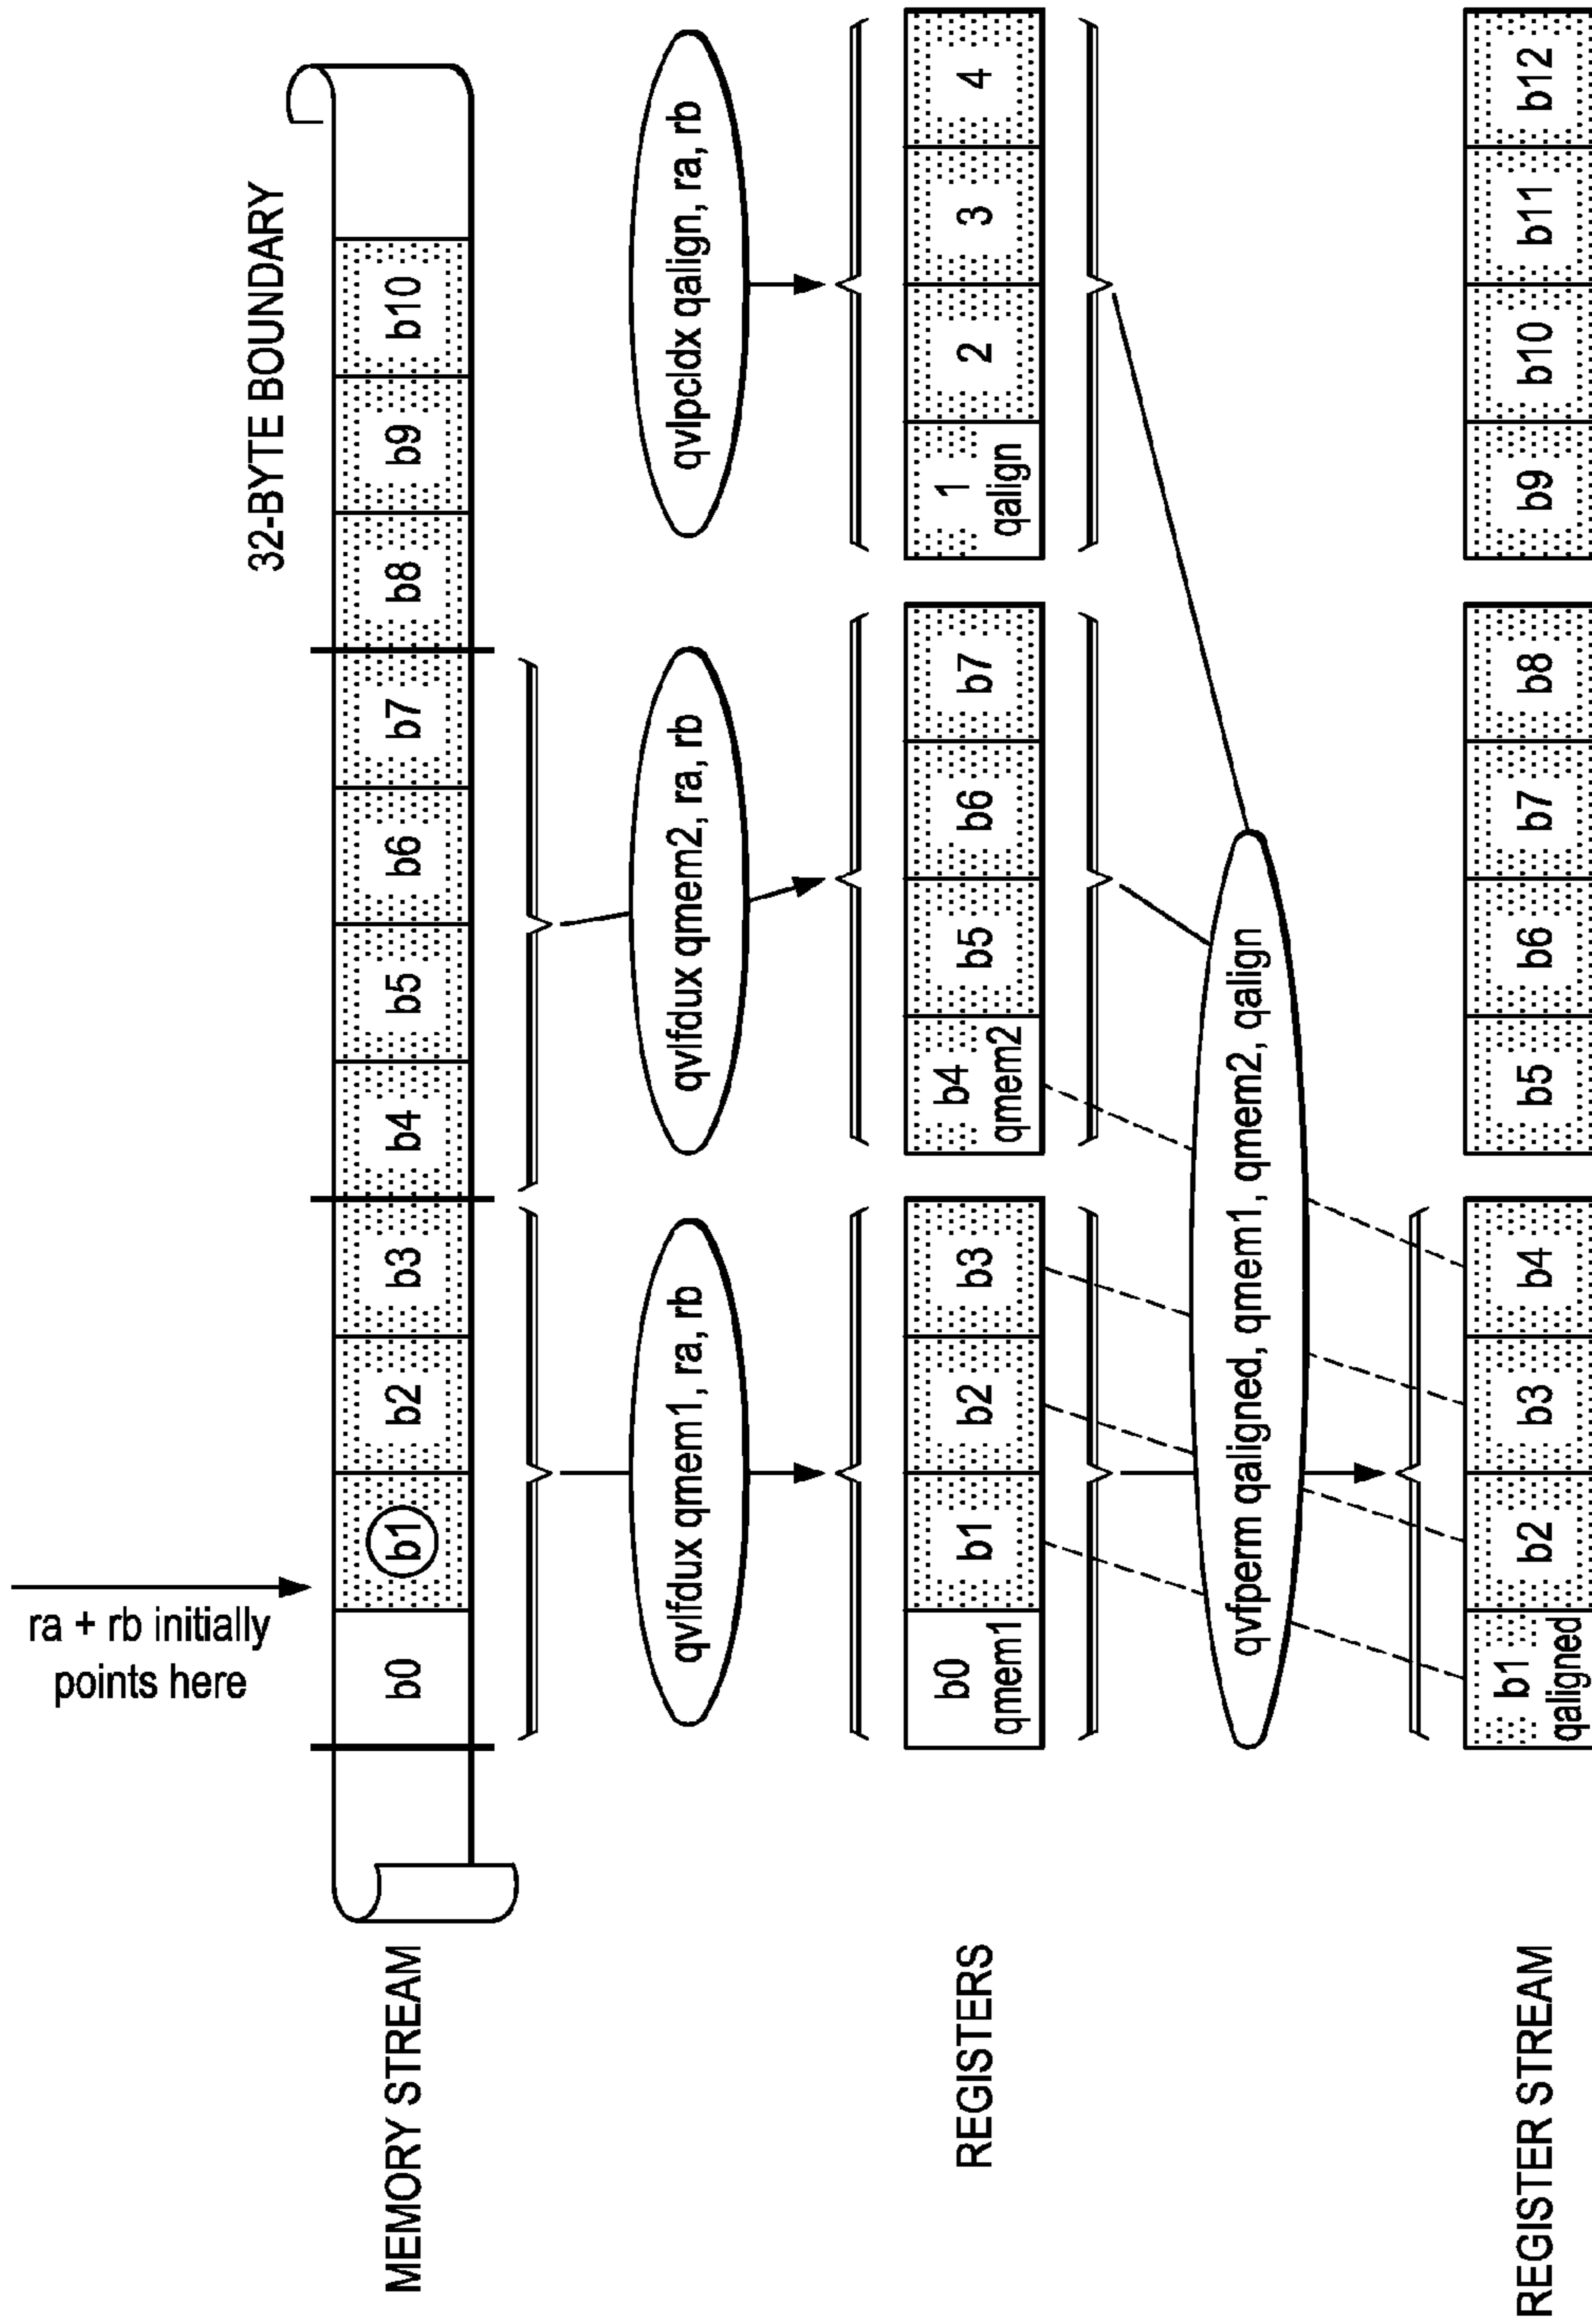 ra + rb initially
points here
32-BYTE BOUNDARY
MEMORY STREAM
b0
b1
b2
b3
b4
b5
b6
b7
b8
b9
b10
qvlfdux qmem1, ra, rb
qvlfdux qmem2, ra, rb
qvlpcldx qalign, ra, rb
REGISTERS
b0
qmem1
b1
b2
b3
b4
qmem2
b5
b6
b7
1
qalign
2
3
4
qvfperm qaligned, qmem1, qmem2, qalign
REGISTER STREAM
b1
qaligned
b2
b3
b4
b5
b6
b7
b8
b9
b10
b11
b12